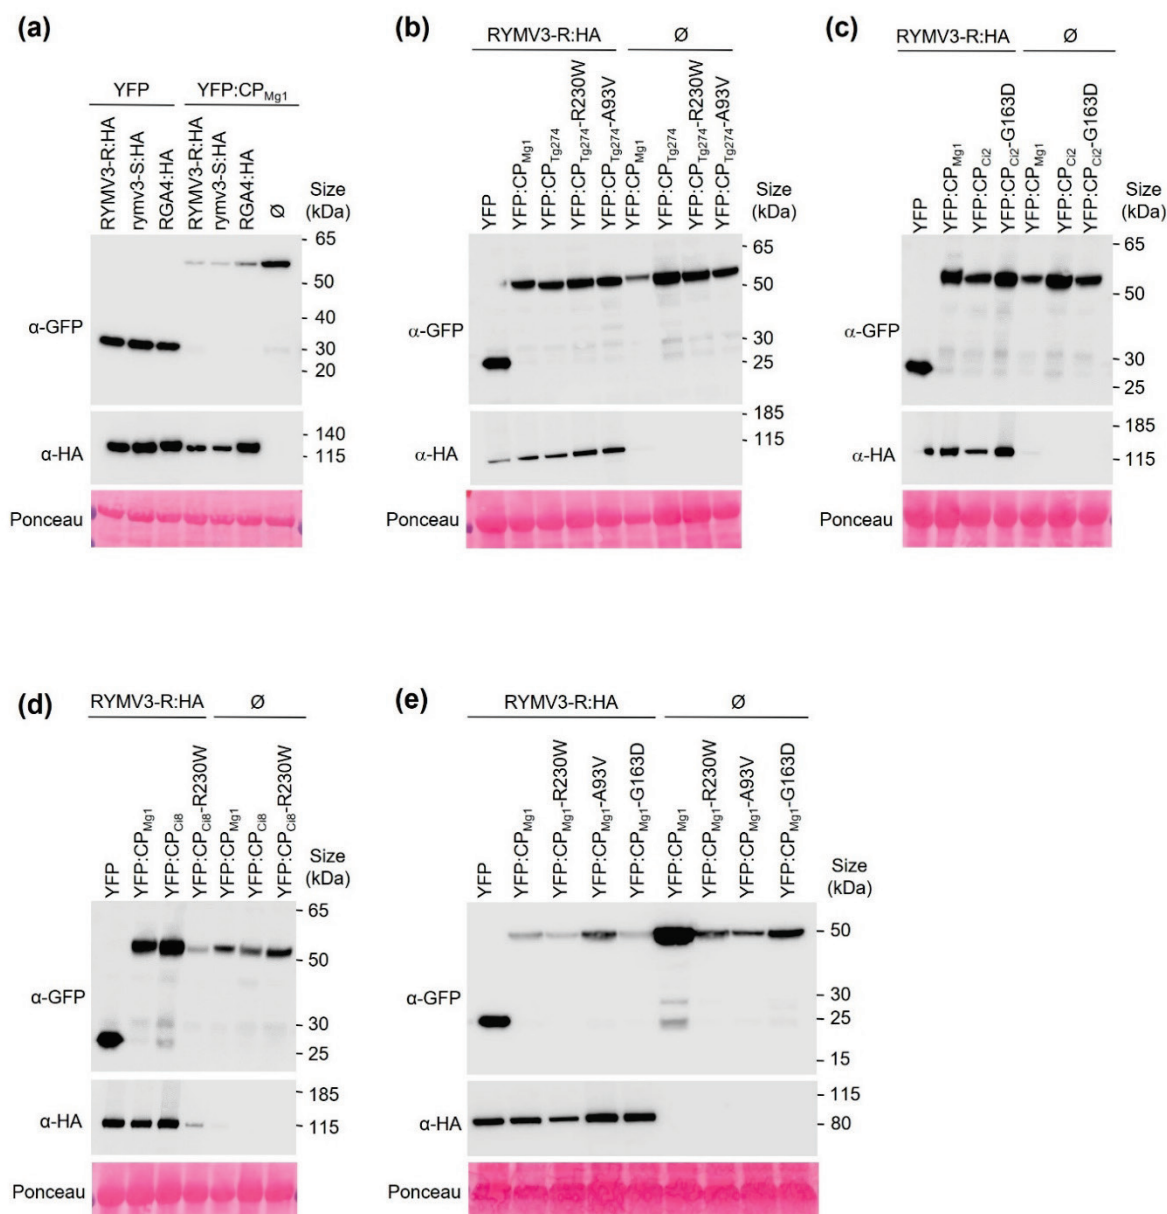 (a)
YFP
YFP:CPMg1
RYMV3-R:HA
rymv3-S:HA
RGA4:HA
RYMV3-R:HA
rymv3-S:HA
RGA4:HA
Ø
Size
(kDa)
α-GFP
65
50
40
30
20
α-HA
140
115
Ponceau
(b)
RYMV3-R:HA
Ø
YFP
YFP:CPMg1
YFP:CPTg274
YFP:CPTg274-R230W
YFP:CPTg274-A93V
YFP:CPMg1
YFP:CPTg274
YFP:CPTg274-R230W
YFP:CPTg274-A93V
Size
(kDa)
α-GFP
65
50
30
25
α-HA
185
115
Ponceau
(c)
RYMV3-R:HA
Ø
YFP
YFP:CPMg1
YFP:CPCi2
YFP:CPCi2-G163D
YFP:CPMg1
YFP:CPCi2
YFP:CPCi2-G163D
Size
(kDa)
α-GFP
65
50
30
25
α-HA
185
115
Ponceau
(d)
RYMV3-R:HA
Ø
YFP
YFP:CPMg1
YFP:CPCi8
YFP:CPCi8-R230W
YFP:CPMg1
YFP:CPCi8
YFP:CPCi8-R230W
Size
(kDa)
α-GFP
65
50
30
25
α-HA
185
115
Ponceau
(e)
RYMV3-R:HA
Ø
YFP
YFP:CPMg1
YFP:CPMg1-R230W
YFP:CPMg1-A93V
YFP:CPMg1-G163D
YFP:CPMg1
YFP:CPMg1-R230W
YFP:CPMg1-A93V
YFP:CPMg1-G163D
Size
(kDa)
α-GFP
50
30
25
15
α-HA
115
80
Ponceau